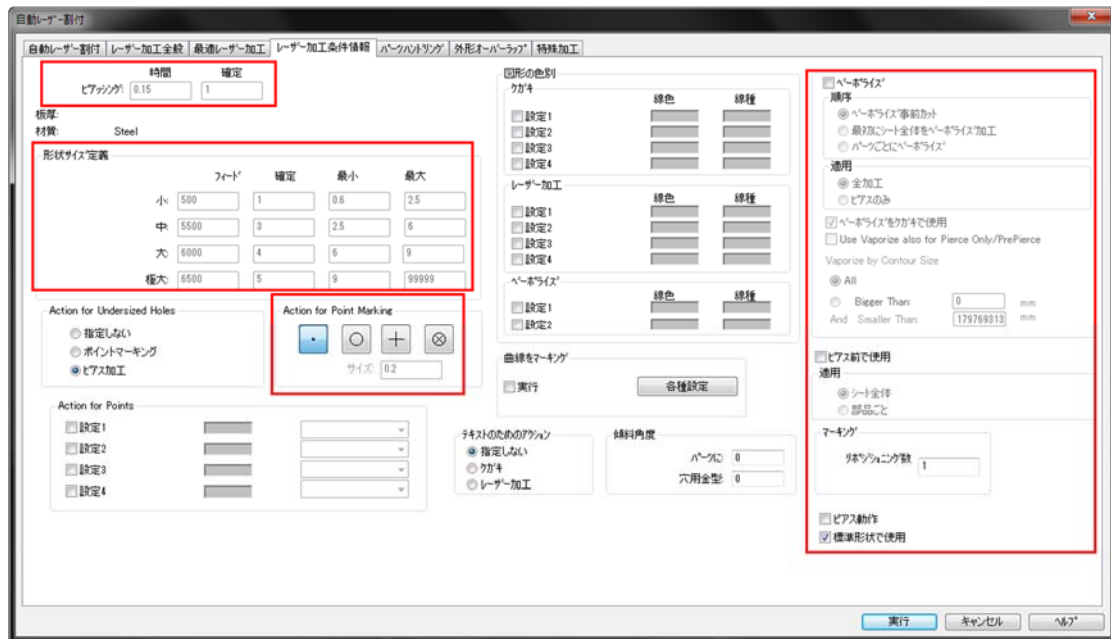 自動レーザー割付
自動レーザー割付 レーザー加工全般 最適レーザー加工 レーザー加工条件情報 パーツハンドリング 外形オーバーラップ 特殊加工
時間 確定
ピアッシング: 0.15 1
板厚:
材質: Steel
形状サイズ定義
フィード 確定 最小 最大
小: 500 1 0.6 2.5
中: 5500 3 2.5 6
大: 6000 4 6 9
極大: 6500 5 9 99999
Action for Undersized Holes
指定しない
ポイントマーキング
ピアス加工
Action for Point Marking
サイズ: 0.2
Action for Points
設定1
設定2
設定3
設定4
図形の色別
ケガキ
線色 線種
設定1
設定2
設定3
設定4
レーザー加工
線色 線種
設定1
設定2
設定3
設定4
ベーポライズ
線色 線種
設定1
設定2
曲線をマーキング
実行 各種設定
テキストのためのアクション
指定しない
ケガキ
レーザー加工
傾斜角度
パーツに: 0
穴用金型: 0
ベーポライズ
順序
ベーポライズ事前カット
最初にシート全体をベーポライズ加工
パーツごとにベーポライズ
適用
全加工
ピアスのみ
ベーポライズをケガキで使用
Use Vaporize also for Pierce Only/PrePierce
Vaporize by Contour Size
All
Bigger Than: 0 mm
And Smaller Than: 179769313 mm
ピアス前で使用
適用
シート全体
部品ごと
マーキング
リポジショニング数 1
ピアス動作
標準形状で使用
実行 キャンセル ヘルプ